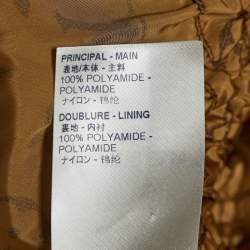 PRINCIPAL - MAIN
表地/本体 - 主料
100% POLYAMIDE -
POLYAMIDE
ナイロン - 锦纶
DOUBLURE - LINING
裏地 - 内衬
100% POLYAMIDE -
POLYAMIDE
ナイロン - 锦纶